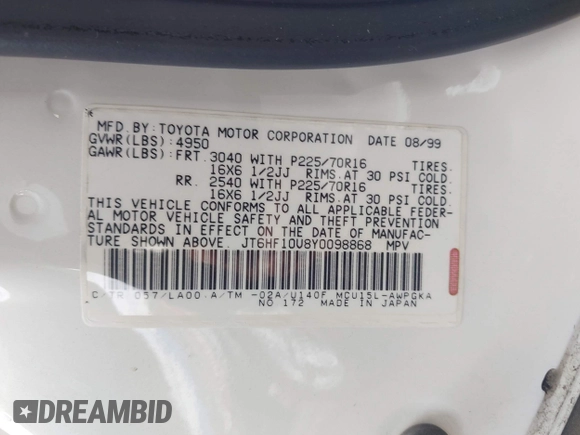 MFD. BY: TOYOTA MOTOR CORPORATION DATE 08/99
GVWR(LBS): 4950
GAWR(LBS): FRT. 3040 WITH P225/70R16 TIRES.
16X6 1/2JJ RIMS. AT 30 PSI COLD.
RR. 2540 WITH P225/70R16 TIRES.
16X6 1/2JJ RIMS. AT 30 PSI COLD.
THIS VEHICLE CONFORMS TO ALL APPLICABLE FEDER-
AL MOTOR VEHICLE SAFETY AND THEFT PREVENTION
STANDARDS IN EFFECT ON THE DATE OF MANUFAC-
TURE SHOWN ABOVE. JT6HF10U8Y0098868 MPV
C/TR 057/LA00 A/TM -02A/U140F MCU15L-AWPGKA
NO 172 MADE IN JAPAN
DREAMBID